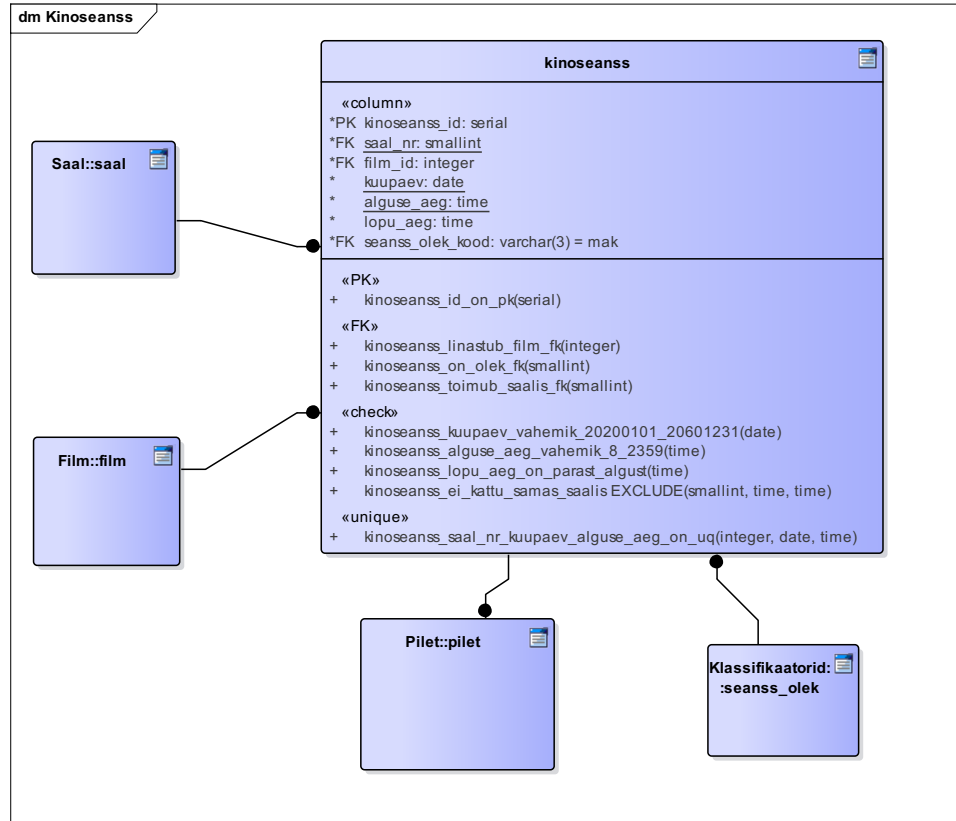 dm Kinoseanss
kinoseanss
«column»
*PK kinoseanss_id: serial
*FK saal_nr: smallint
*FK film_id: integer
* kuupaev: date
* alguse_aeg: time
* lopu_aeg: time
*FK seanss_olek_kood: varchar(3) = mak
«PK»
+ kinoseanss_id_on_pk(serial)
«FK»
+ kinoseanss_linastub_film_fk(integer)
+ kinoseanss_on_olek_fk(smallint)
+ kinoseanss_toimub_saalis_fk(smallint)
«check»
+ kinoseanss_kuupaev_vahemik_20200101_20601231(date)
+ kinoseanss_alguse_aeg_vahemik_8_2359(time)
+ kinoseanss_lopu_aeg_on_parast_algust(time)
+ kinoseanss_ei_kattu_samas_saalis EXCLUDE(smallint, time, time)
«unique»
+ kinoseanss_saal_nr_kuupaev_alguse_aeg_on_uq(integer, date, time)
Saal::saal
Film::film
Pilet::pilet
Klassifikaatorid:
:seanss_olek